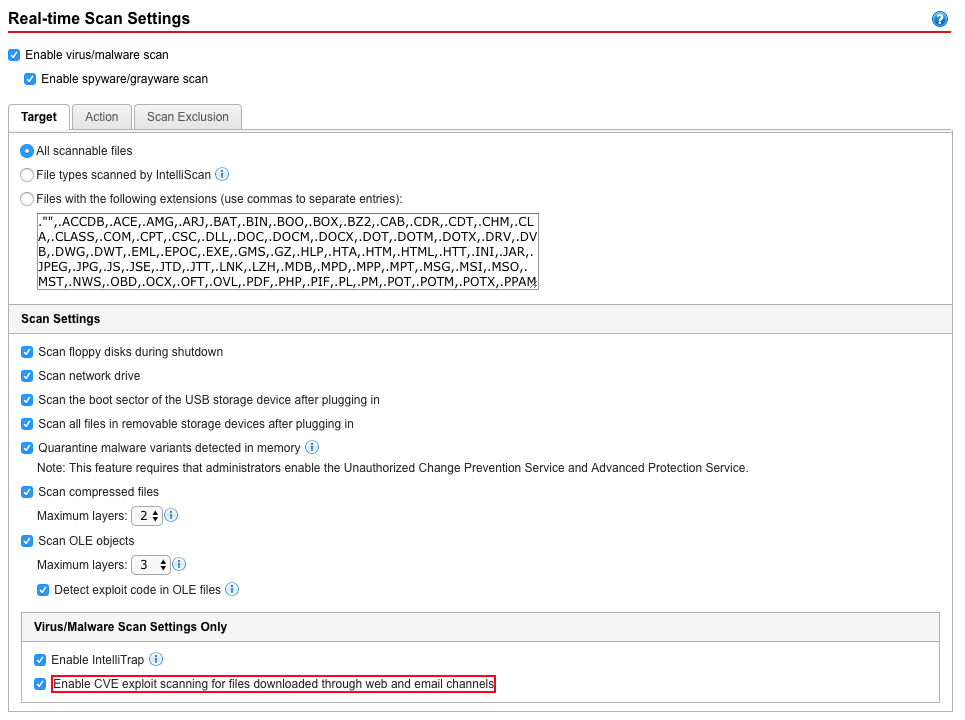 Real-time Scan Settings
?
Enable virus/malware scan
Enable spyware/grayware scan
Target Action Scan Exclusion
All scannable files
File types scanned by IntelliScan i
Files with the following extensions (use commas to separate entries):
."",.ACCDB,.ACE,.AMG,.ARJ,.BAT,.BIN,.BOO,.BOX,.BZ2,.CAB,.CDR,.CDT,.CHM,.CL
A,.CLASS,.COM,.CPT,.CSC,.DLL,.DOC,.DOCM,.DOCX,.DOT,.DOTM,.DOTX,.DRV,.DV
B,.DWG,.DWT,.EML,.EPOC,.EXE,.GMS,.GZ,.HLP,.HTA,.HTM,.HTML,.HTT,.INI,.JAR,.
JPEG,.JPG,.JS,.JSE,.JTD,.JTT,.LNK,.LZH,.MDB,.MPD,.MPP,.MPT,.MSG,.MSI,.MSO,.
MST,.NWS,.OBD,.OCX,.OFT,.OVL,.PDF,.PHP,.PIF,.PL,.PM,.POT,.POTM,.POTX,.PPAM
Scan Settings
Scan floppy disks during shutdown
Scan network drive
Scan the boot sector of the USB storage device after plugging in
Scan all files in removable storage devices after plugging in
Quarantine malware variants detected in memory i
Note: This feature requires that administrators enable the Unauthorized Change Prevention Service and Advanced Protection Service.
Scan compressed files
Maximum layers: 2 i
Scan OLE objects
Maximum layers: 3 i
Detect exploit code in OLE files i
Virus/Malware Scan Settings Only
Enable IntelliTrap i
Enable CVE exploit scanning for files downloaded through web and email channels